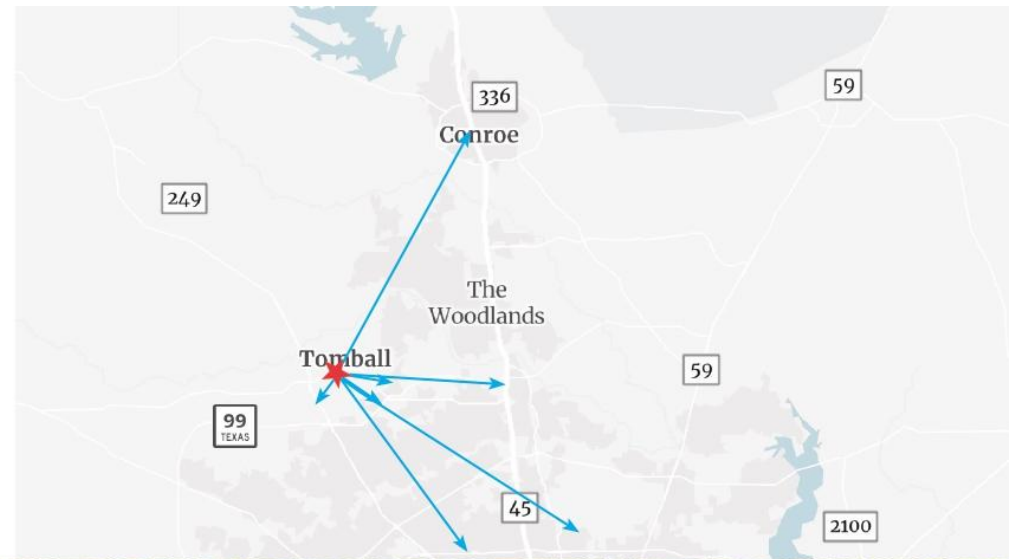 336
59
Conroe
249
The
Woodlands
Tomball
59
99
TEXAS
45
2100